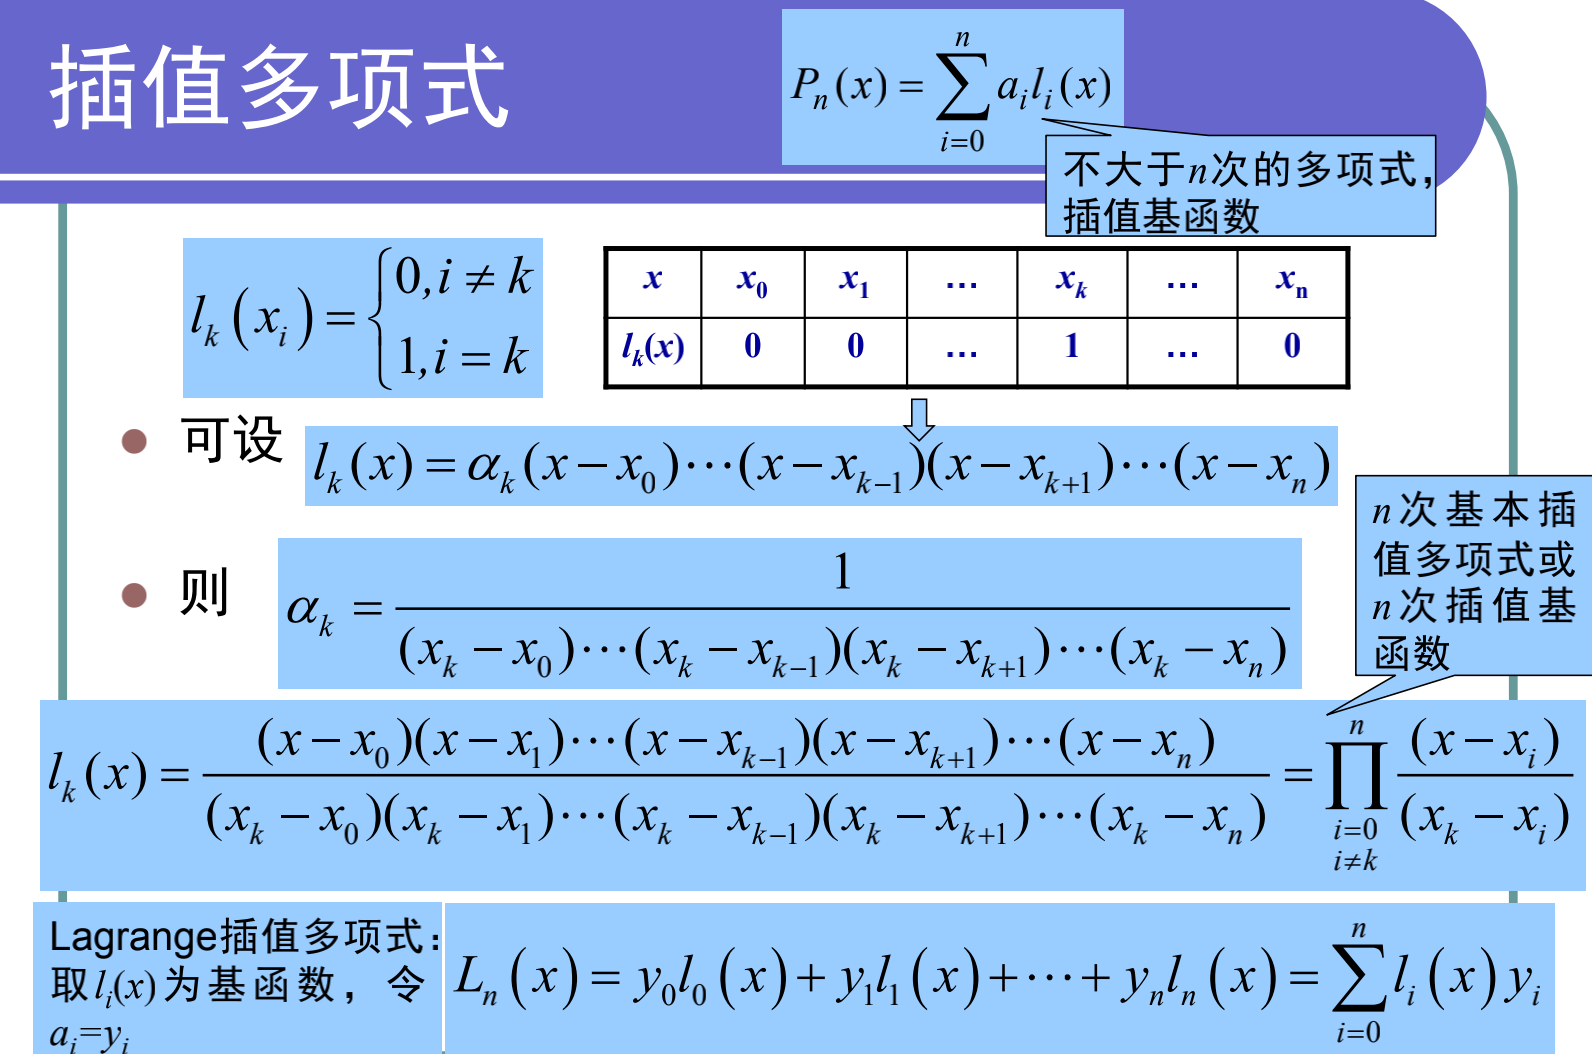 插值多项式
$P_n(x)=\sum_{i=0}^{n}a_i l_i(x)$
不大于n次的多项式,
插值基函数
$l_k(x_i)=\begin{cases}0,i\neq k\\1,i=k\end{cases}$
x $x_0$ $x_1$ … $x_k$ … $x_n$
$l_k(x)$ 0 0 … 1 … 0
可设 $l_k(x)=\alpha_k(x-x_0)\cdots(x-x_{k-1})(x-x_{k+1})\cdots(x-x_n)$
n次基本插
值多项式或
n次插值基
函数
则 $\alpha_k=\frac{1}{(x_k-x_0)\cdots(x_k-x_{k-1})(x_k-x_{k+1})\cdots(x_k-x_n)}$
$l_k(x)=\frac{(x-x_0)(x-x_1)\cdots(x-x_{k-1})(x-x_{k+1})\cdots(x-x_n)}{(x_k-x_0)(x_k-x_1)\cdots(x_k-x_{k-1})(x_k-x_{k+1})\cdots(x_k-x_n)}=\prod_{\substack{i=0\\i\neq k}}^{n}\frac{(x-x_i)}{(x_k-x_i)}$
Lagrange插值多项式：
取$l_i(x)$为基函数，令
$a_i=y_i$
$L_n(x)=y_0l_0(x)+y_1l_1(x)+\cdots+y_nl_n(x)=\sum_{i=0}^{n}l_i(x)y_i$